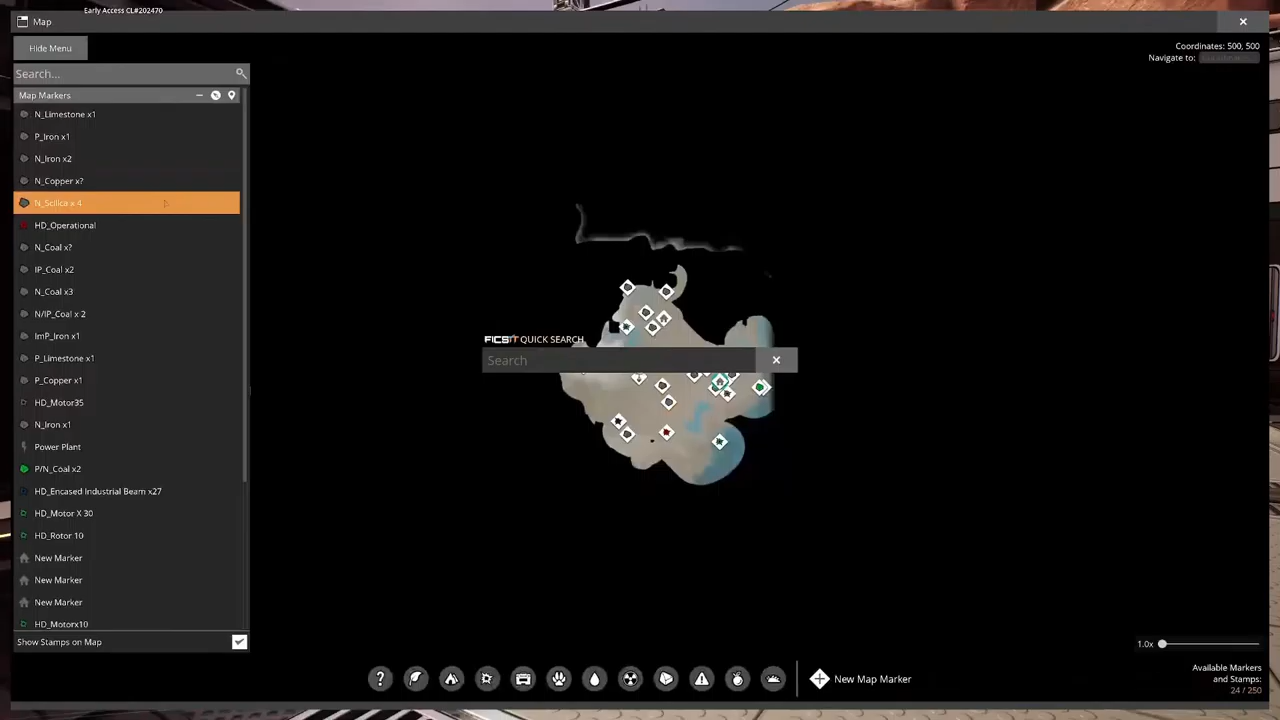 Early Access CL#202470
Map
Hide Menu
Coordinates: 500, 500
Navigate to:
Search...
Map Markers
N_Limestone x1
P_Iron x1
N_Iron x2
N_Copper x?
N_Scilica x 4
HD_Operational
N_Coal x?
IP_Coal x2
N_Coal x3
N/IP_Coal x 2
ImP_Iron x1
P_Limestone x1
P_Copper x1
HD_Motor35
N_Iron x1
Power Plant
P/N_Coal x2
HD_Encased Industrial Beam x27
HD_Motor X 30
HD_Rotor 10
New Marker
New Marker
New Marker
HD_Motorx10
Show Stamps on Map
FICSIT QUICK SEARCH
Search
1.0x
New Map Marker
Available Markers
and Stamps:
24 / 250